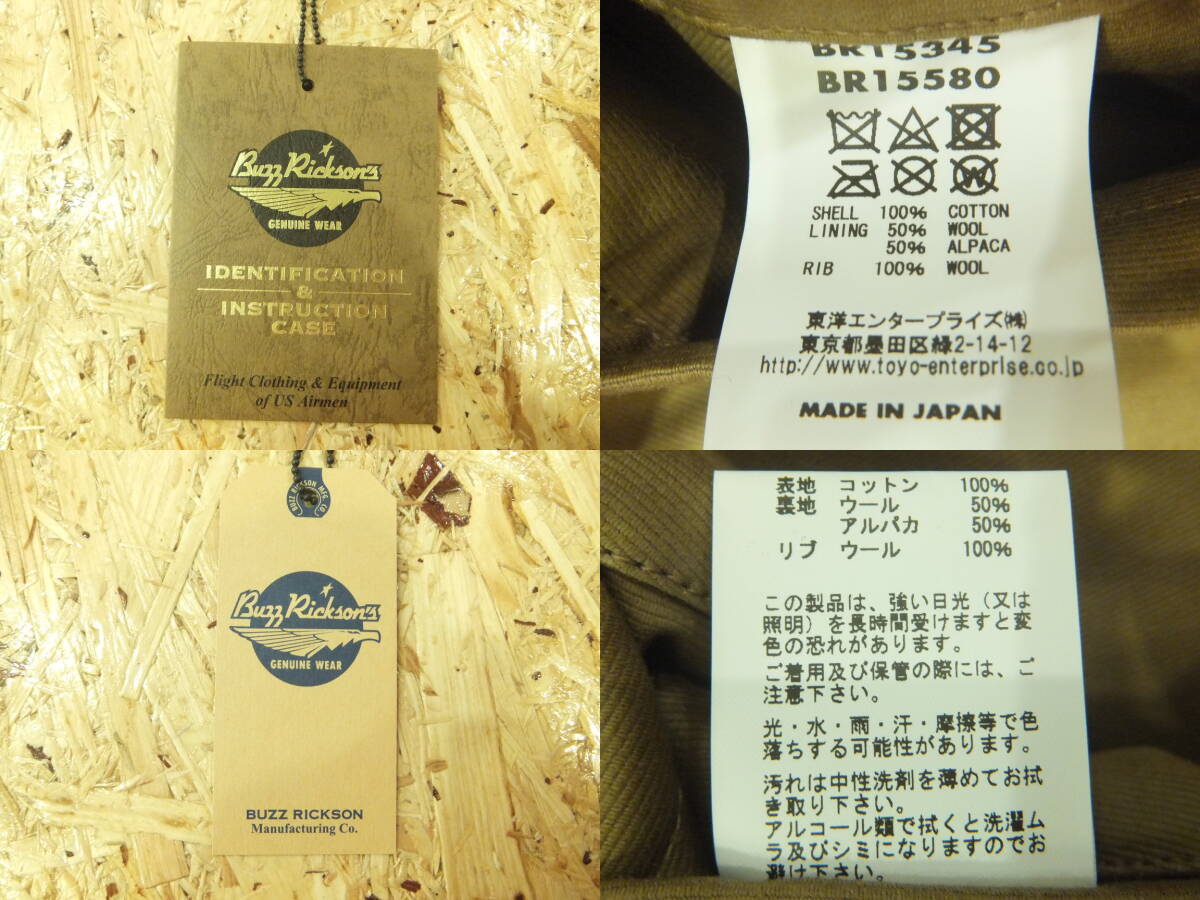 Buzz Rickson's
GENUINE WEAR
IDENTIFICATION
&
INSTRUCTION
CASE
Flight Clothing & Equipment
of US Airmen
BR15345
BR15580
W
SHELL 100% COTTON
LINING 50% WOOL
50% ALPACA
RIB 100% WOOL
東洋エンタープライズ㈱
東京都墨田区緑2-14-12
http://www.toyo-enterprise.co.jp
MADE IN JAPAN
BUZZ RICKSON MFG. CO.
Buzz Rickson's
GENUINE WEAR
BUZZ RICKSON
Manufacturing Co.
表地 コットン 100%
裏地 ウール 50%
アルパカ 50%
リブ ウール 100%
この製品は、強い日光（又は
照明）を長時間受けますと変
色の恐れがあります。
ご着用及び保管の際には、ご
注意下さい。
光・水・雨・汗・摩擦等で色
落ちする可能性があります。
汚れは中性洗剤を薄めてお拭
き取り下さい。
アルコール類で拭くと洗濯ム
ラ及びシミになりますのでお
避け下さい。